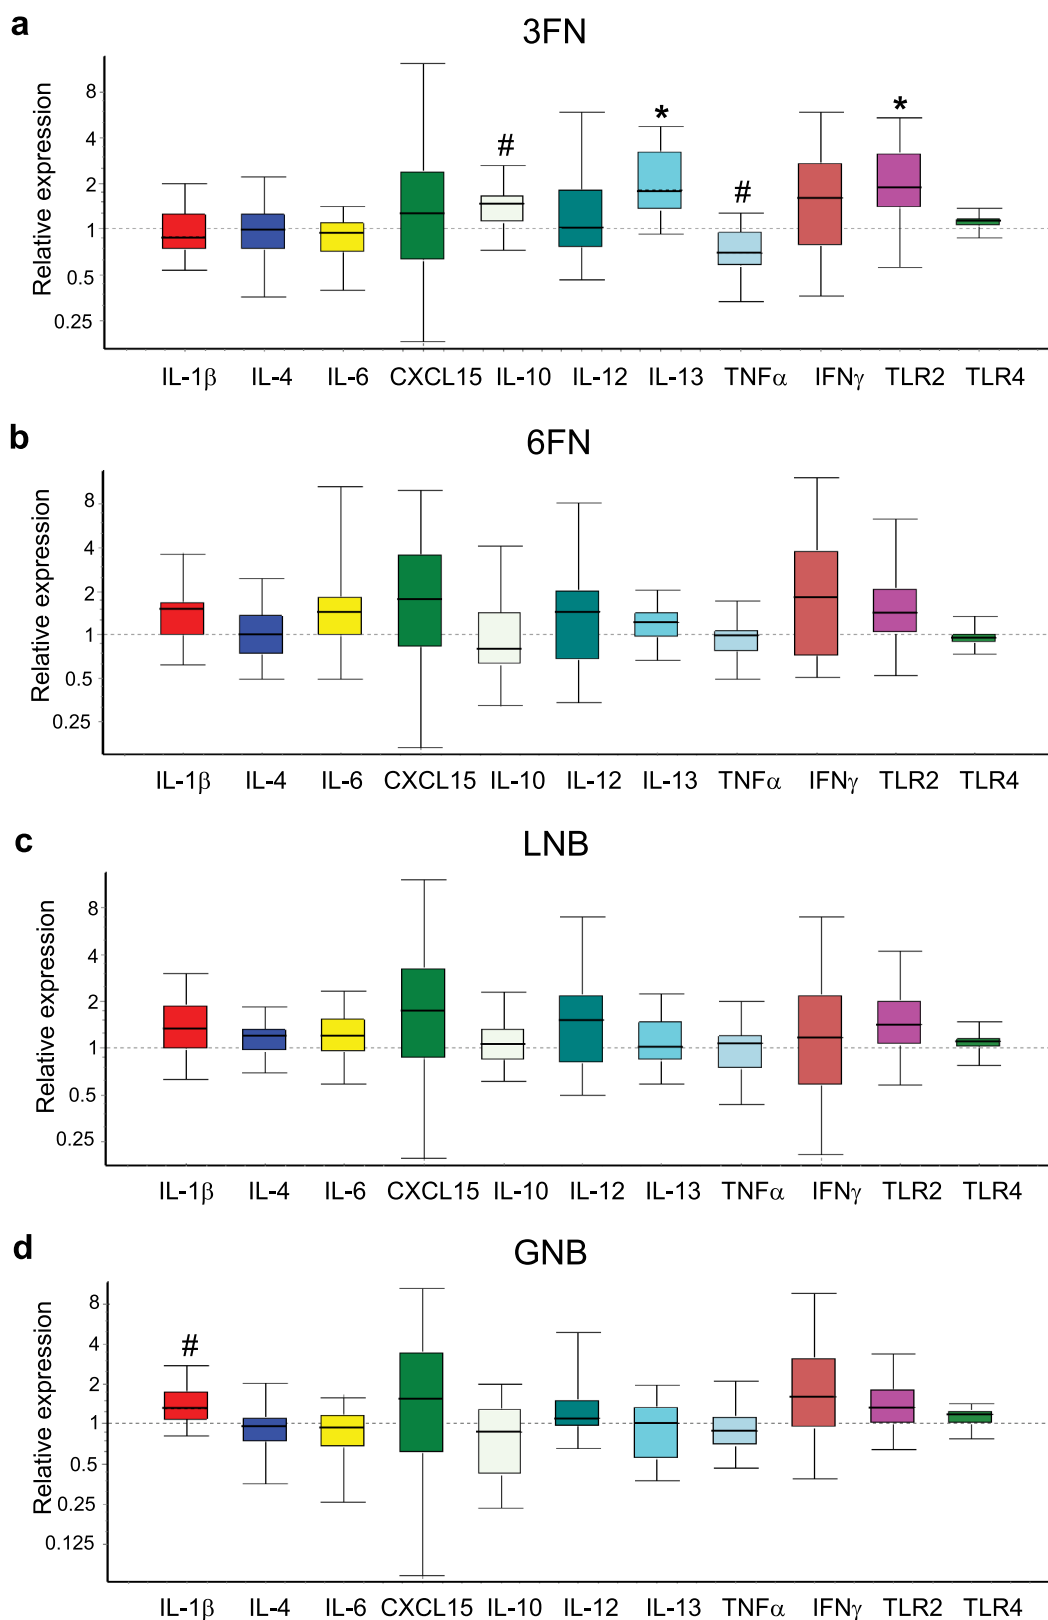 a
3FN
Relative expression
8
4
2
1
0.5
0.25
# * # *
IL-1β IL-4 IL-6 CXCL15 IL-10 IL-12 IL-13 TNFα IFNγ TLR2 TLR4
b
6FN
Relative expression
8
4
2
1
0.5
0.25
IL-1β IL-4 IL-6 CXCL15 IL-10 IL-12 IL-13 TNFα IFNγ TLR2 TLR4
c
LNB
Relative expression
8
4
2
1
0.5
0.25
IL-1β IL-4 IL-6 CXCL15 IL-10 IL-12 IL-13 TNFα IFNγ TLR2 TLR4
d
GNB
Relative expression
8
4
2
1
0.5
0.25
0.125
#
IL-1β IL-4 IL-6 CXCL15 IL-10 IL-12 IL-13 TNFα IFNγ TLR2 TLR4